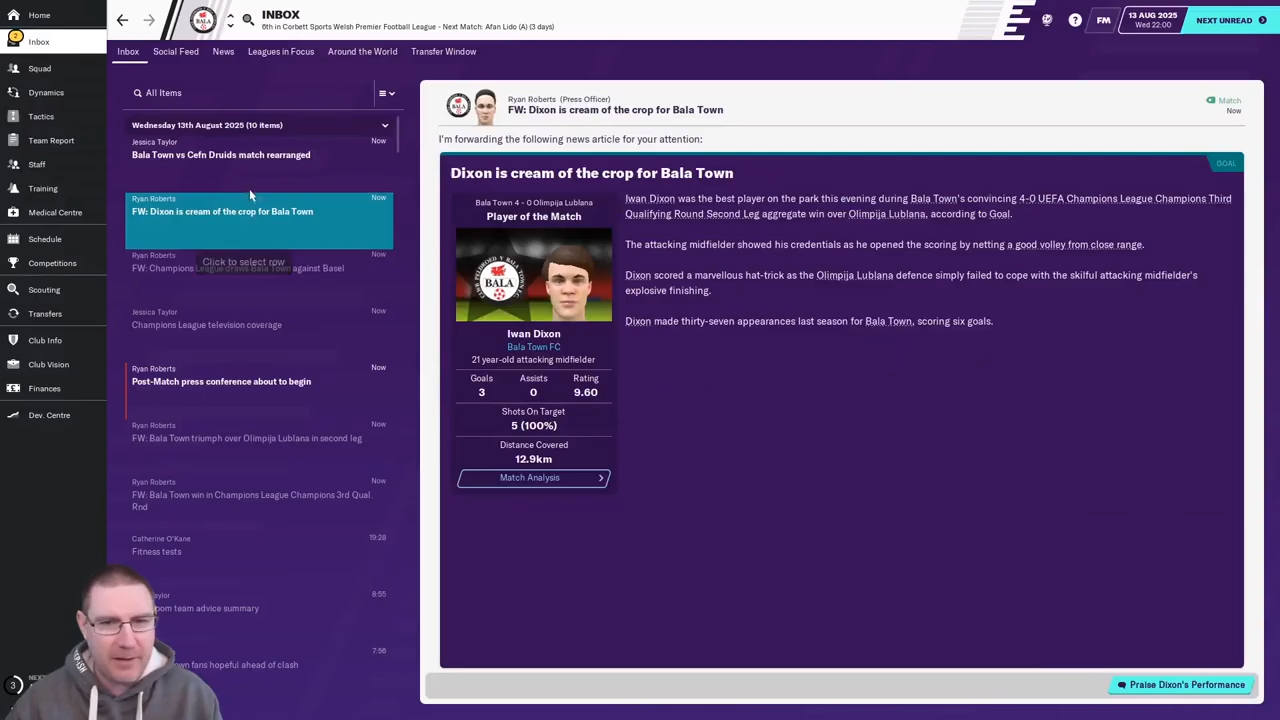 INBOX
6th in Corbett Sports Welsh Premier Football League - Next Match: Afan Lido (A) (3 days)
FM
13 AUG 2025
Wed 22:00
NEXT UNREAD
Home
2
Inbox
Squad
Dynamics
Tactics
Team Report
Staff
Training
Medical Centre
Schedule
Competitions
Scouting
Transfers
Club Info
Club Vision
Finances
Dev. Centre
3
Inbox
Social Feed
News
Leagues in Focus
Around the World
Transfer Window
All Items
Wednesday 13th August 2025 (10 items)
Jessica Taylor
Now
Bala Town vs Cefn Druids match rearranged
Ryan Roberts
Now
FW: Dixon is cream of the crop for Bala Town
Click to select row
Ryan Roberts
Now
FW: Champions League draws Bala Town against Basel
Jessica Taylor
Now
Champions League television coverage
Ryan Roberts
Now
Post-Match press conference about to begin
Ryan Roberts
Now
FW: Bala Town triumph over Olimpija Lublana in second leg
Ryan Roberts
Now
FW: Bala Town win in Champions League Champions 3rd Qual. Rnd
Catherine O'Kane
19:28
Fitness tests
8:55
team advice summary
7:56
fans hopeful ahead of clash
Ryan Roberts (Press Officer)
FW: Dixon is cream of the crop for Bala Town
Match
Now
I'm forwarding the following news article for your attention:
Dixon is cream of the crop for Bala Town
GOAL
Bala Town 4 - 0 Olimpija Lublana
Player of the Match
BALA
Iwan Dixon
Bala Town FC
21 year-old attacking midfielder
Goals Assists Rating
3 0 9.60
Shots On Target
5 (100%)
Distance Covered
12.9km
Match Analysis
Iwan Dixon was the best player on the park this evening during Bala Town's convincing 4-0 UEFA Champions League Champions Third
Qualifying Round Second Leg aggregate win over Olimpija Lublana, according to Goal.
The attacking midfielder showed his credentials as he opened the scoring by netting a good volley from close range.
Dixon scored a marvellous hat-trick as the Olimpija Lublana defence simply failed to cope with the skilful attacking midfielder's
explosive finishing.
Dixon made thirty-seven appearances last season for Bala Town, scoring six goals.
Praise Dixon's Performance